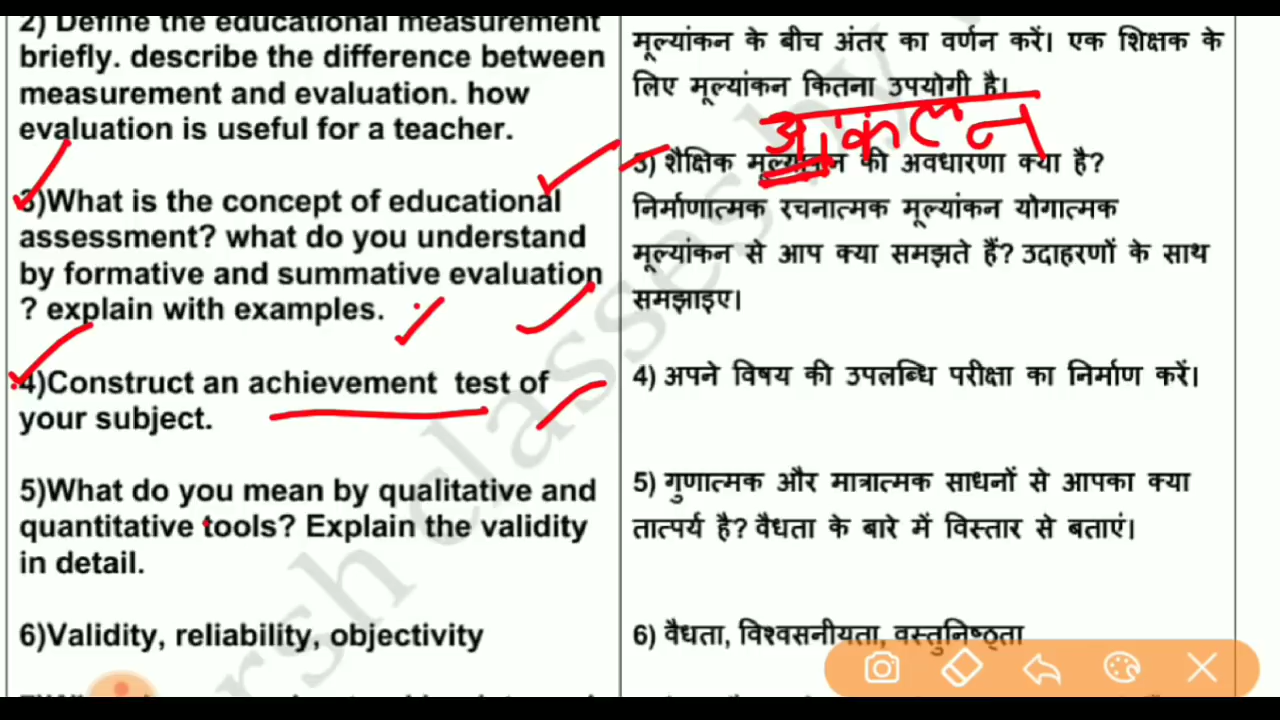 2) Define the educational measurement
briefly. describe the difference between
measurement and evaluation. how
evaluation is useful for a teacher.
3)What is the concept of educational
assessment? what do you understand
by formative and summative evaluation
? explain with examples.
4)Construct an achievement test of
your subject.
5)What do you mean by qualitative and
quantitative tools? Explain the validity
in detail.
6)Validity, reliability, objectivity
मूल्यांकन के बीच अंतर का वर्णन करें। एक शिक्षक के
लिए मूल्यांकन कितना उपयोगी है।
आंकलन
3) शैक्षिक मूल्यांकन की अवधारणा क्या है?
निर्माणात्मक रचनात्मक मूल्यांकन योगात्मक
मूल्यांकन से आप क्या समझते हैं? उदाहरणों के साथ
समझाइए।
4) अपने विषय की उपलब्धि परीक्षा का निर्माण करें।
5) गुणात्मक और मात्रात्मक साधनों से आपका क्या
तात्पर्य है? वैधता के बारे में विस्तार से बताएं।
6) वैधता, विश्वसनीयता, वस्तुनिष्ठता
rsh classes by